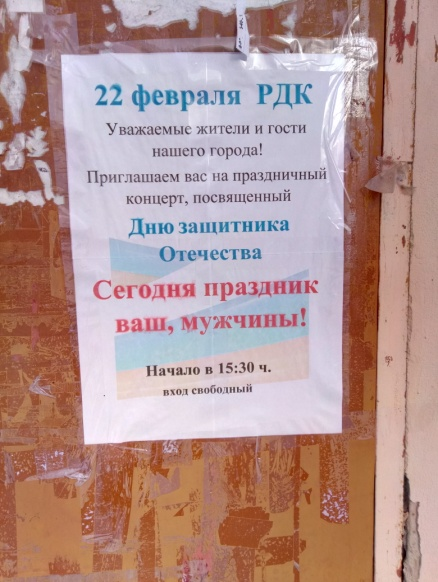 22 февраля РДК
Уважаемые жители и гости
нашего города!
Приглашаем вас на праздничный
концерт, посвященный
Дню защитника
Отечества
Сегодня праздник
ваш, мужчины!
Начало в 15:30 ч.
вход свободный